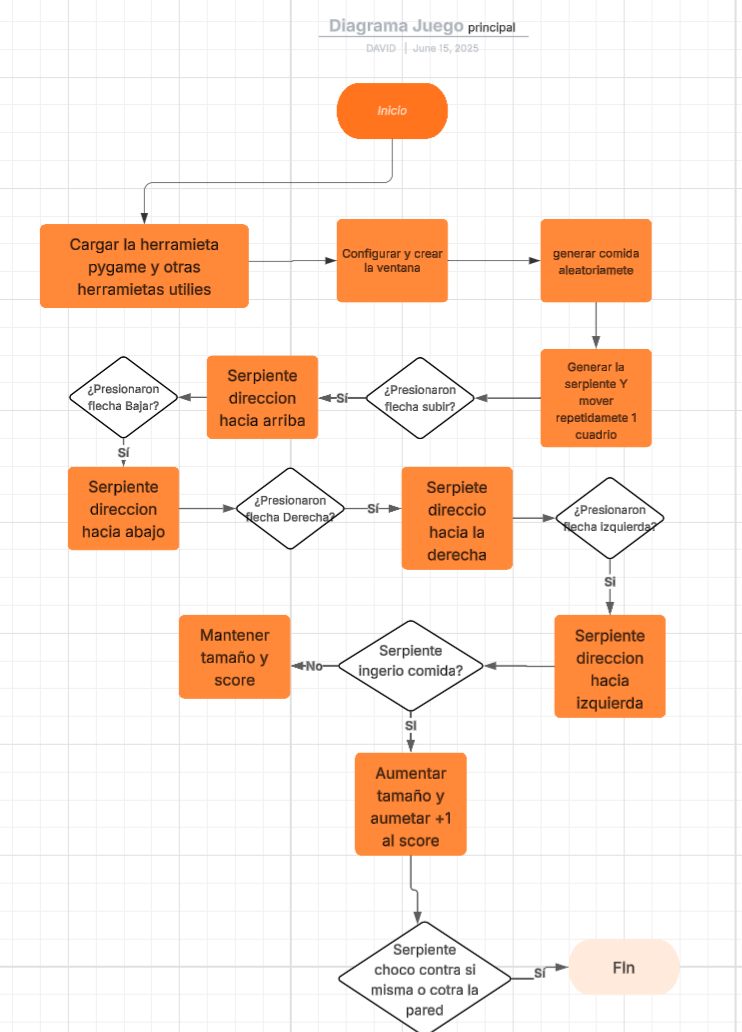 Diagrama Juego principal
DAVID | June 15, 2025
Inicio
Cargar la herramieta
pygame y otras
herramietas utilies
Configurar y crear
la ventana
generar comida
aleatoriamete
Generar la
serpiente Y
mover
repetidamete 1
cuadrio
¿Presionaron
flecha subir?
Sí
Serpiente
direccion
hacia arriba
¿Presionaron
flecha Bajar?
Sí
Serpiente
direccion
hacia abajo
¿Presionaron
flecha Derecha?
Sí
Serpiete
direccio
hacia la
derecha
¿Presionaron
flecha izquierda?
Si
Serpiente
direccion
hacia
izquierda
Serpiente
ingerio comida?
No
Mantener
tamaño y
score
SI
Aumentar
tamaño y
aumetar +1
al score
Serpiente
choco contra si
misma o cotra la
pared
Sí
FIn